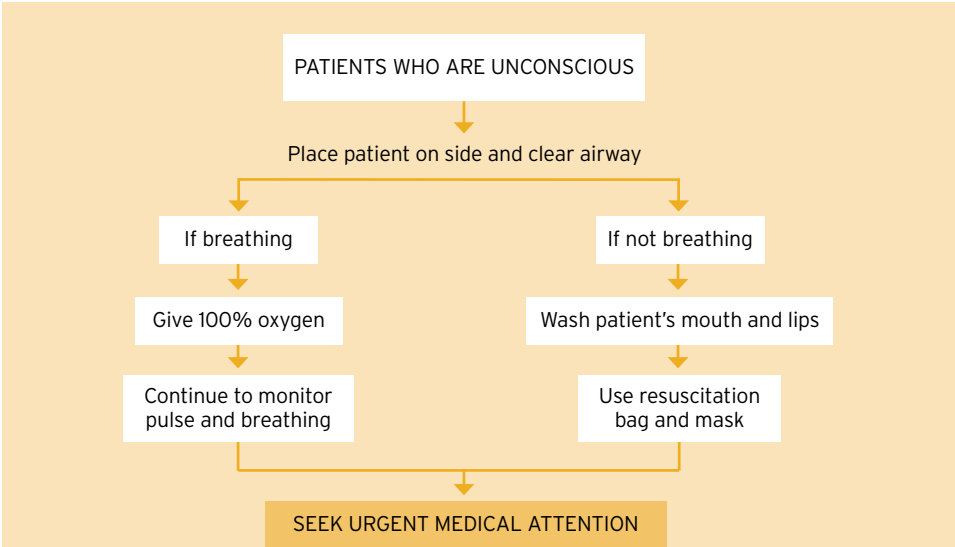 PATIENTS WHO ARE UNCONSCIOUS
Place patient on side and clear airway
If breathing
If not breathing
Give 100% oxygen
Wash patient’s mouth and lips
Continue to monitor
pulse and breathing
Use resuscitation
bag and mask
SEEK URGENT MEDICAL ATTENTION